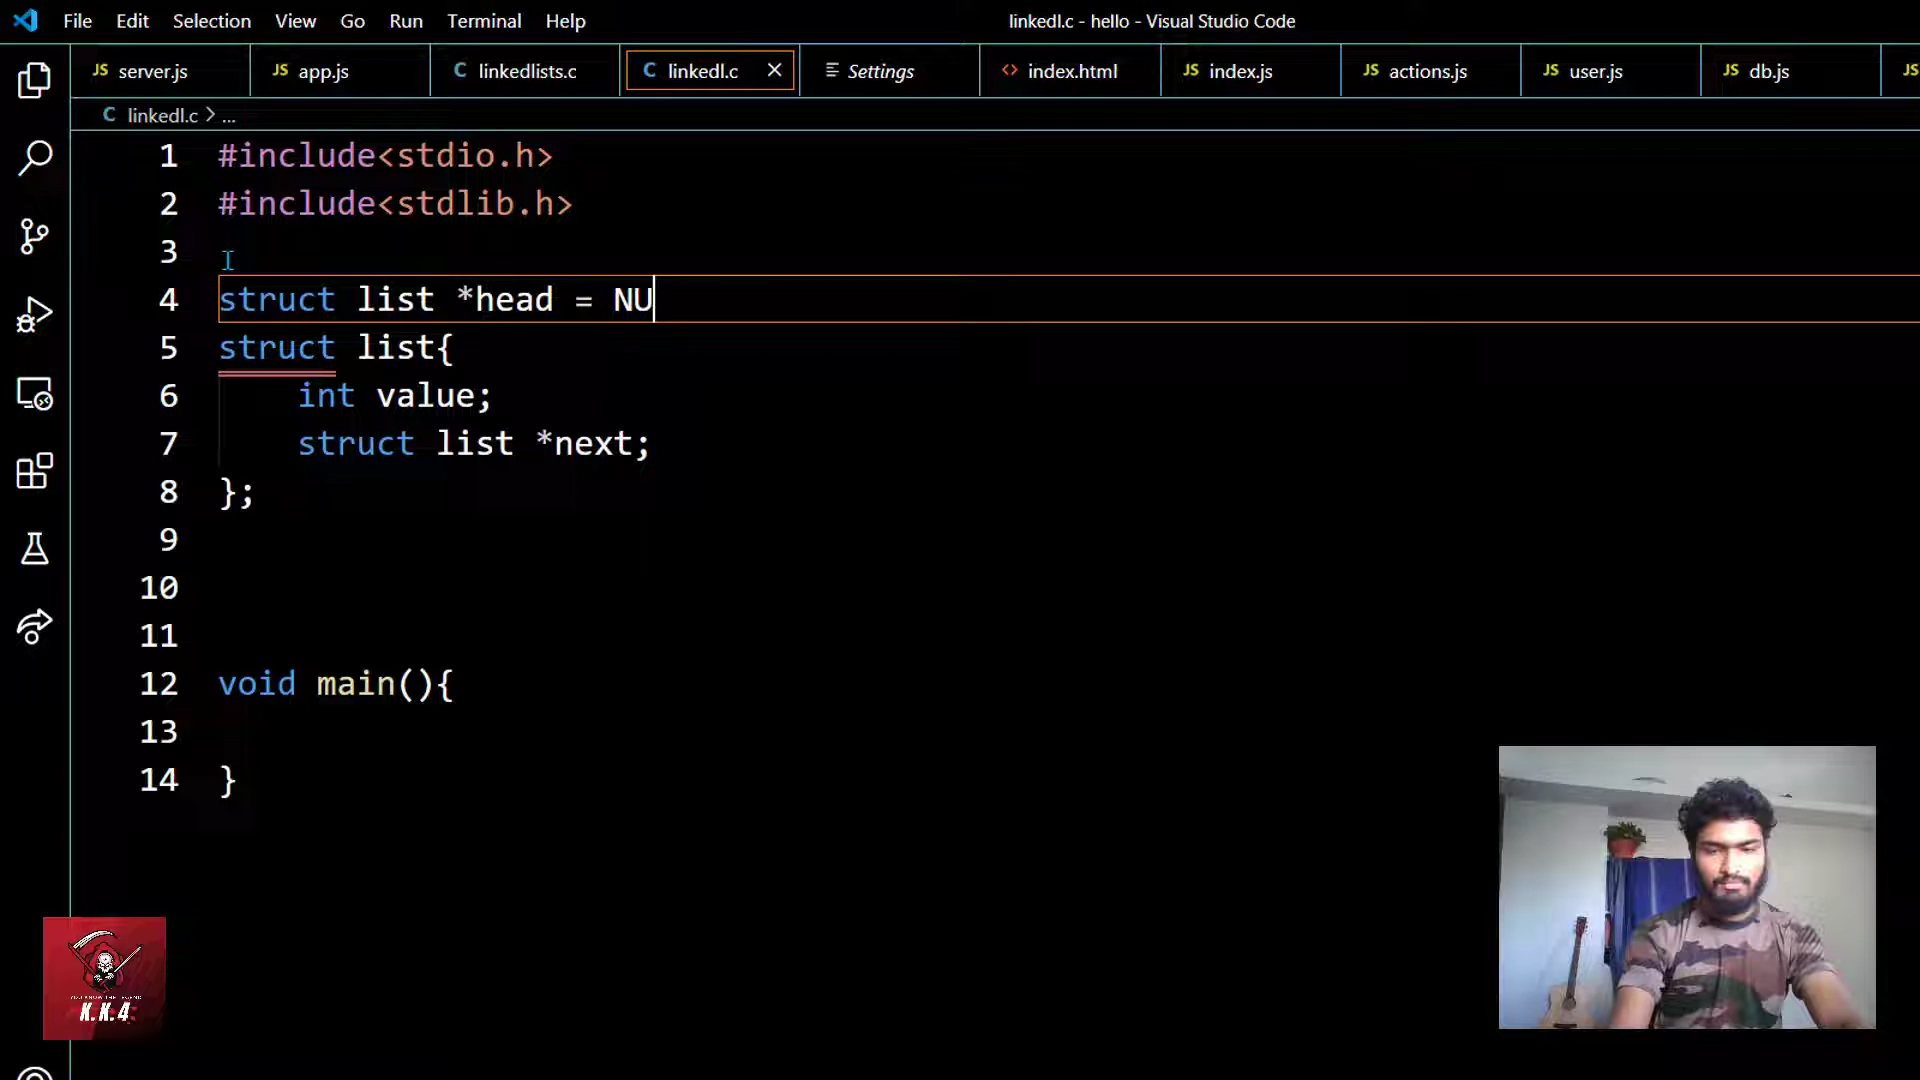 File Edit Selection View Go Run Terminal Help linkedl.c - hello - Visual Studio Code
JS server.js JS app.js C linkedlists.c C linkedl.c Settings <> index.html JS index.js JS actions.js JS user.js JS db.js JS
C linkedl.c > ...
1 #include<stdio.h>
2 #include<stdlib.h>
3
4 struct list *head = NU
5 struct list{
6 int value;
7 struct list *next;
8 };
9
10
11
12 void main(){
13
14 }
K.K.4